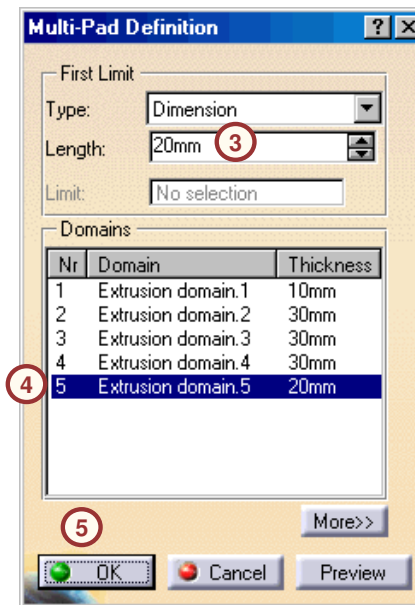 Multi-Pad Definition ? X
First Limit
Type: Dimension
Length: 20mm 3
Limit: No selection
Domains
Nr Domain Thickness
1 Extrusion domain.1 10mm
2 Extrusion domain.2 30mm
3 Extrusion domain.3 30mm
4 Extrusion domain.4 30mm
4 5 Extrusion domain.5 20mm
5 More>>
OK Cancel Preview